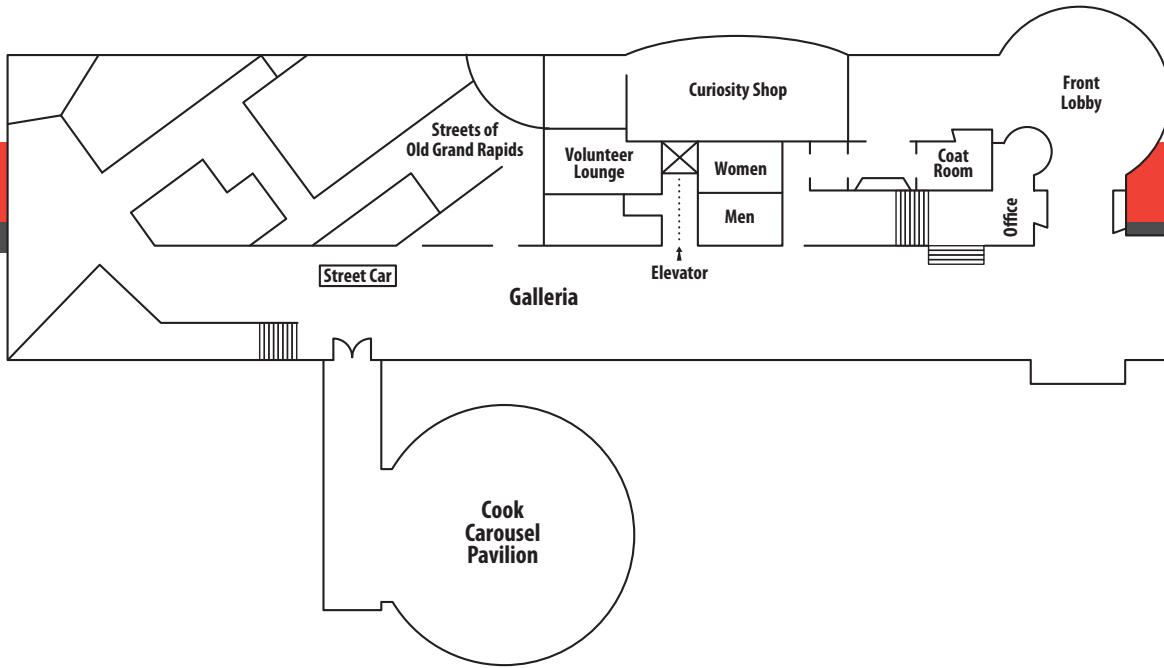 Curiosity Shop
Front
Lobby
Streets of
Old Grand Rapids
Volunteer
Lounge
Women
Coat
Room
Men
Office
Elevator
Street Car
Galleria
Cook
Carousel
Pavilion